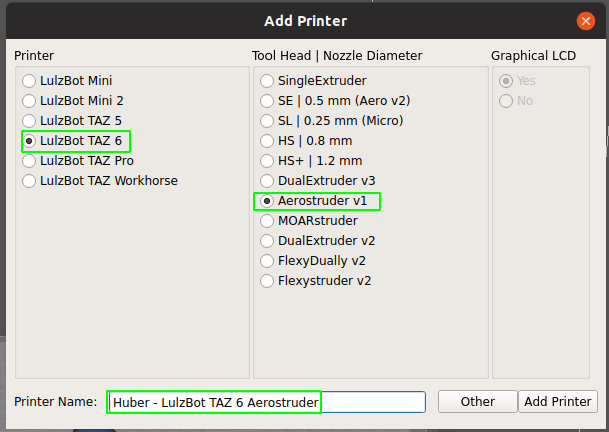 Add Printer
Printer
LulzBot Mini
LulzBot Mini 2
LulzBot TAZ 5
LulzBot TAZ 6
LulzBot TAZ Pro
LulzBot TAZ Workhorse
Tool Head | Nozzle Diameter
SingleExtruder
SE | 0.5 mm (Aero v2)
SL | 0.25 mm (Micro)
HS | 0.8 mm
HS+ | 1.2 mm
DualExtruder v3
Aerostruder v1
MOARstruder
DualExtruder v2
FlexyDually v2
Flexystruder v2
Graphical LCD
Yes
No
Printer Name: Huber - LulzBot TAZ 6 Aerostruder Other Add Printer